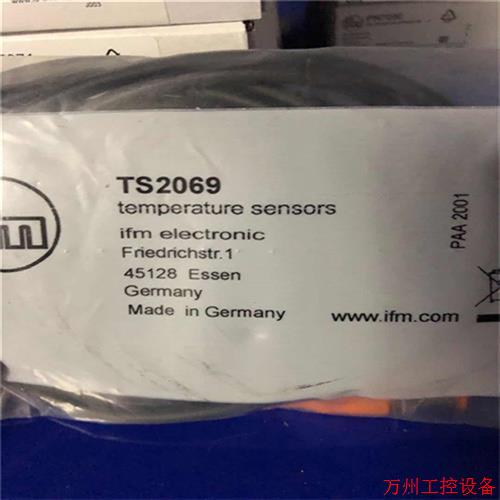 ifm
TS2069
temperature sensors
ifm electronic
Friedrichstr.1
45128 Essen
Germany
Made in Germany
www.ifm.com
PAA 2001
万州工控设备